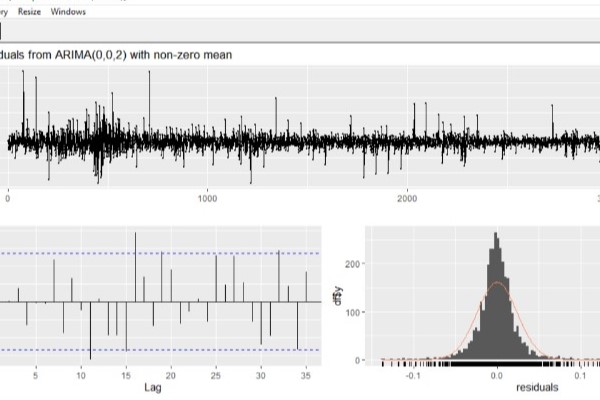 ry Resize Windows
duals from ARIMA(0,0,2) with non-zero mean
0 1000 2000 3
5 10 15 20 25 30 35
Lag
df$y
200
100
0
-0.1 0.0 0.1
residuals